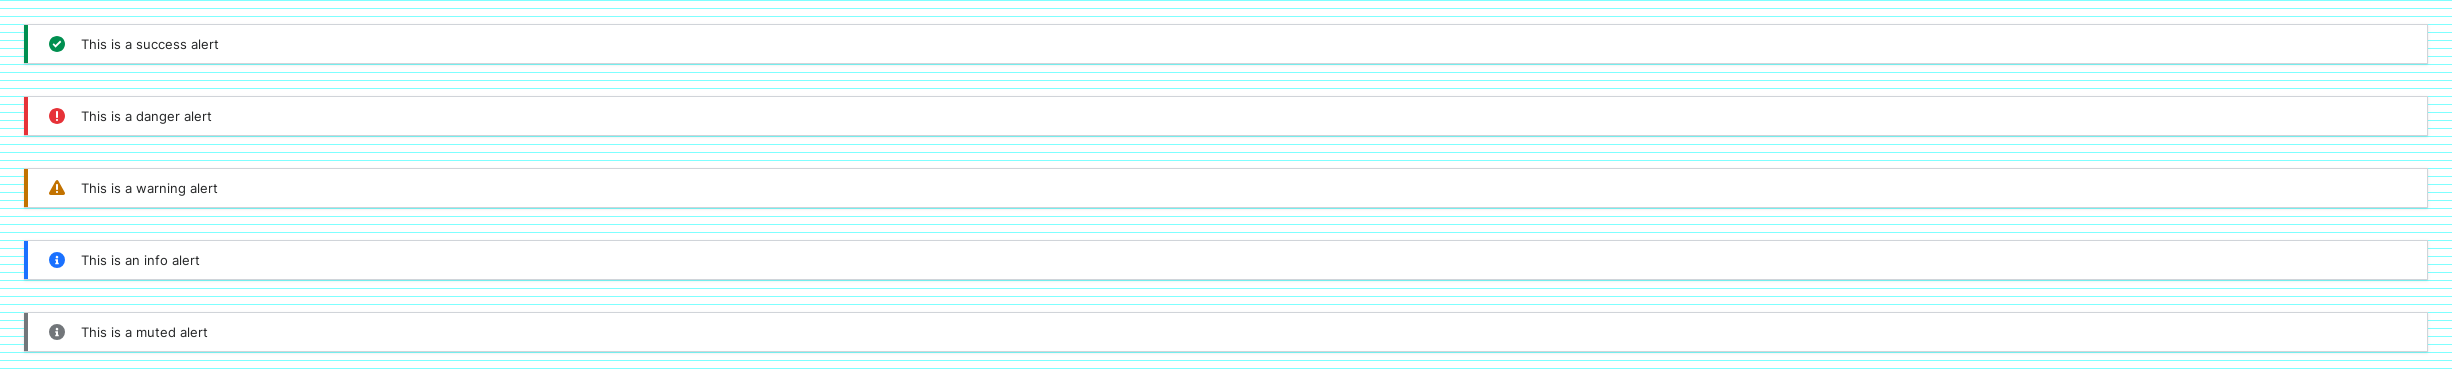 This is a success alert
This is a danger alert
This is a warning alert
This is an info alert
This is a muted alert